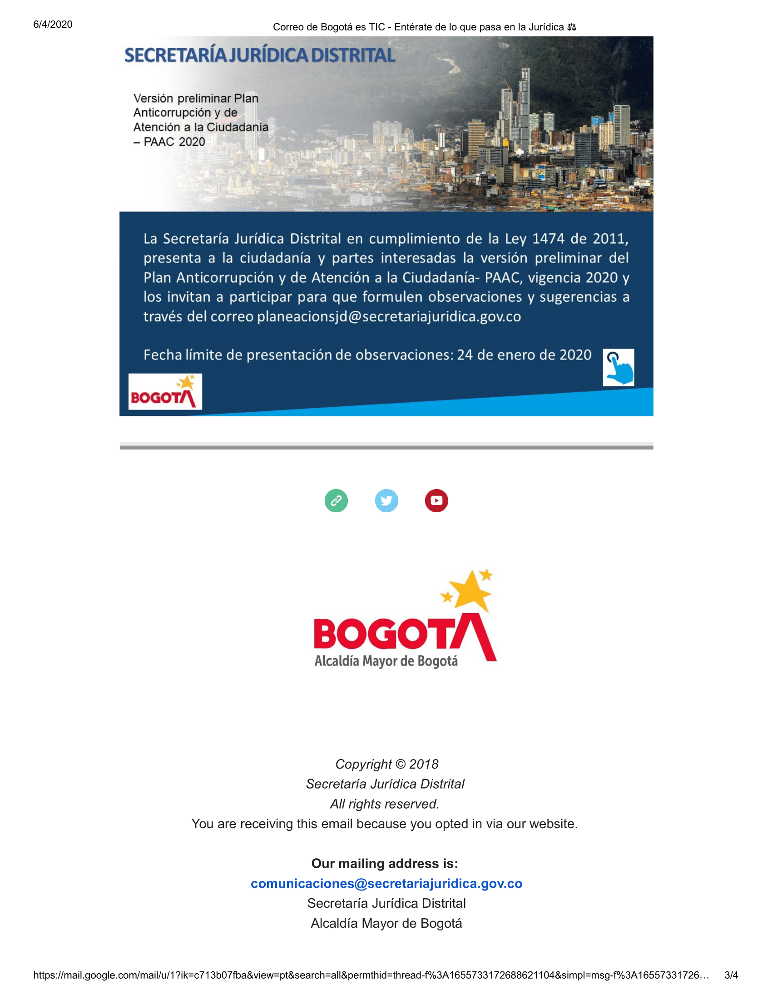 6/4/2020
Correo de Bogotá es TIC - Entérate de lo que pasa en la Jurídica ⚖⚖
SECRETARÍA JURÍDICA DISTRITAL
Versión preliminar Plan
Anticorrupción y de
Atención a la Ciudadanía
– PAAC 2020
La Secretaría Jurídica Distrital en cumplimiento de la Ley 1474 de 2011,
presenta a la ciudadanía y partes interesadas la versión preliminar del
Plan Anticorrupción y de Atención a la Ciudadanía- PAAC, vigencia 2020 y
los invitan a participar para que formulen observaciones y sugerencias a
través del correo planeacionsjd@secretariajuridica.gov.co
Fecha límite de presentación de observaciones: 24 de enero de 2020
BOGOTÁ
BOGOTÁ
Alcaldía Mayor de Bogotá
Copyright © 2018
Secretaría Jurídica Distrital
All rights reserved.
You are receiving this email because you opted in via our website.
Our mailing address is:
comunicaciones@secretariajuridica.gov.co
Secretaría Jurídica Distrital
Alcaldía Mayor de Bogotá
https://mail.google.com/mail/u/1?ik=c713b07fba&view=pt&search=all&permthid=thread-f%3A1655733172688621104&simpl=msg-f%3A16557331726… 3/4